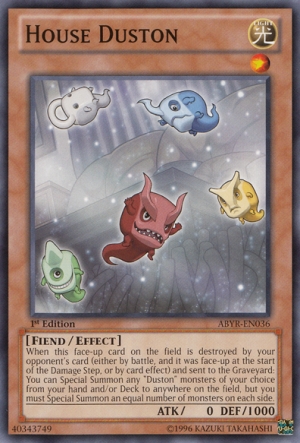 House Duston
LIGHT
光
1st Edition
ABYR-EN036
[FIEND / EFFECT]
When this face-up card on the field is destroyed by your
opponent's card (either by battle, and it was face-up at the start
of the Damage Step, or by card effect) and sent to the Graveyard:
You can Special Summon any "Duston" monsters of your choice
from your hand and/or Deck to anywhere on the field, but you
must Special Summon an equal number of monsters on each side.
ATK/ 0 DEF/1000
40343749
©1996 KAZUKI TAKAHASHI